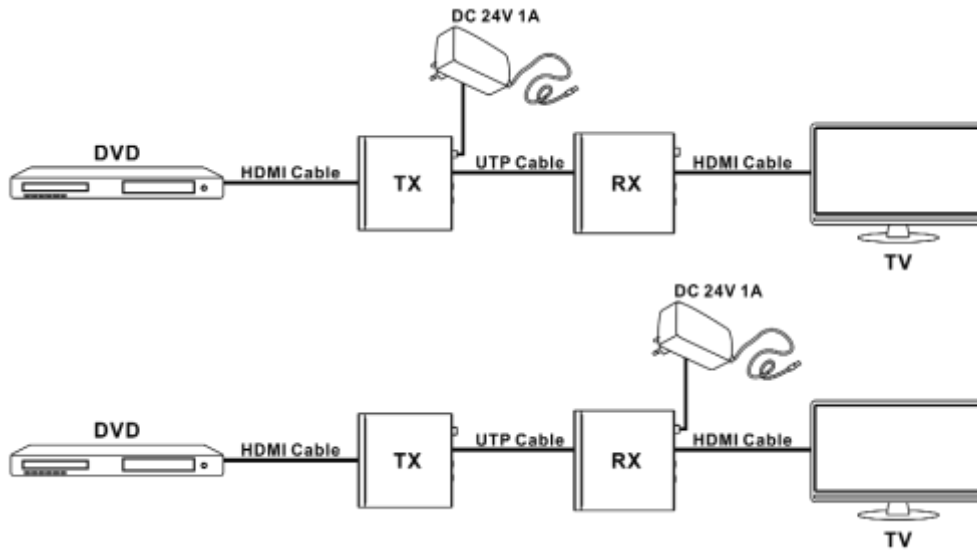 DC 24V 1A
DVD
HDMI Cable
TX
UTP Cable
RX
HDMI Cable
TV
DC 24V 1A
DVD
HDMI Cable
TX
UTP Cable
RX
HDMI Cable
TV